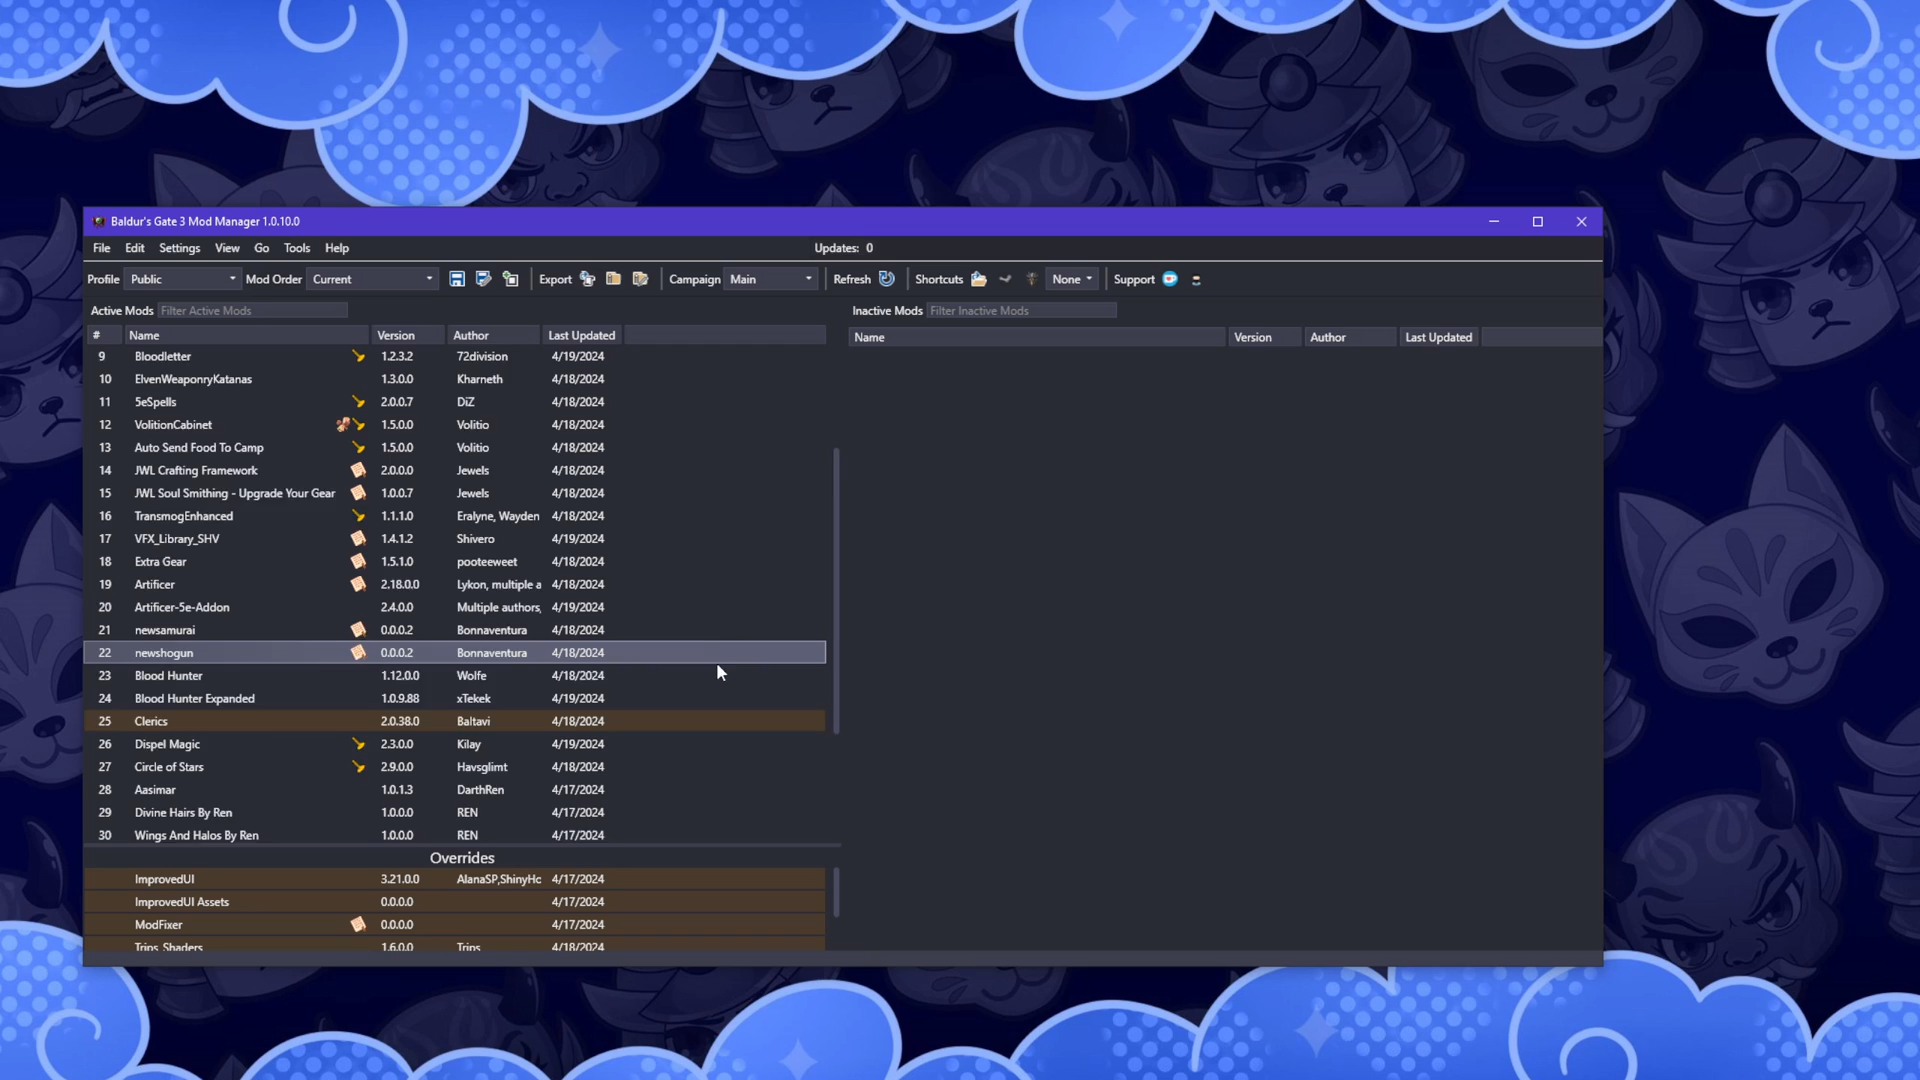 Baldur's Gate 3 Mod Manager 1.0.10.0
File Edit Settings View Go Tools Help Updates: 0
Profile Public Mod Order Current Export Campaign Main Refresh Shortcuts None Support
Active Mods Filter Active Mods Inactive Mods Filter Inactive Mods
# Name Version Author Last Updated Name Version Author Last Updated
9 Bloodletter 1.2.3.2 72division 4/19/2024
10 ElvenWeaponryKatanas 1.3.0.0 Kharneth 4/18/2024
11 5eSpells 2.0.0.7 DiZ 4/18/2024
12 VolitionCabinet 1.5.0.0 Volitio 4/18/2024
13 Auto Send Food To Camp 1.5.0.0 Volitio 4/18/2024
14 JWL Crafting Framework 2.0.0.0 Jewels 4/18/2024
15 JWL Soul Smithing - Upgrade Your Gear 1.0.0.7 Jewels 4/18/2024
16 TransmogEnhanced 1.1.1.0 Eralyne, Wayden 4/18/2024
17 VFX_Library_SHV 1.4.1.2 Shivero 4/19/2024
18 Extra Gear 1.5.1.0 pooteeweet 4/18/2024
19 Artificer 2.18.0.0 Lykon, multiple a 4/18/2024
20 Artificer-5e-Addon 2.4.0.0 Multiple authors, 4/19/2024
21 newsamurai 0.0.0.2 Bonnaventura 4/18/2024
22 newshogun 0.0.0.2 Bonnaventura 4/18/2024
23 Blood Hunter 1.12.0.0 Wolfe 4/18/2024
24 Blood Hunter Expanded 1.0.9.88 xTekek 4/19/2024
25 Clerics 2.0.38.0 Baltavi 4/18/2024
26 Dispel Magic 2.3.0.0 Kilay 4/19/2024
27 Circle of Stars 2.9.0.0 Havsglimt 4/18/2024
28 Aasimar 1.0.1.3 DarthRen 4/17/2024
29 Divine Hairs By Ren 1.0.0.0 REN 4/17/2024
30 Wings And Halos By Ren 1.0.0.0 REN 4/17/2024
Overrides
ImprovedUI 3.21.0.0 AlanaSP,ShinyHo 4/17/2024
ImprovedUI Assets 0.0.0.0 4/17/2024
ModFixer 0.0.0.0 4/17/2024
Trips_Shaders 1.6.0.0 Trips 4/18/2024